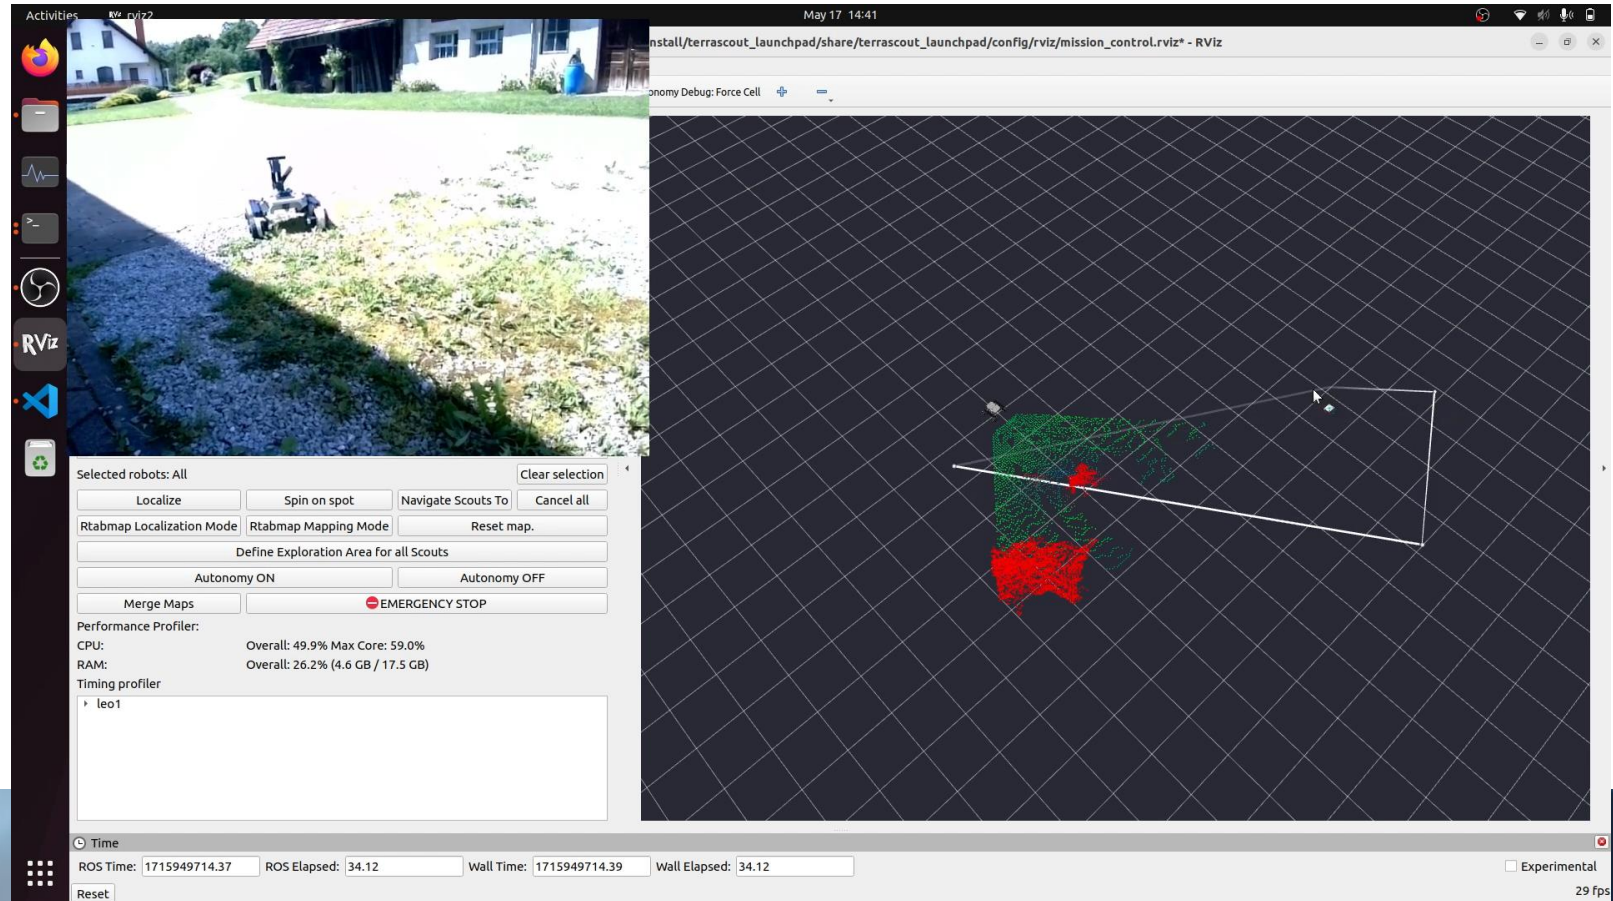 Activities
RViz rviz2
May 17 14:41
nstall/terrascout_launchpad/share/terrascout_launchpad/config/rviz/mission_control.rviz* - RViz
onomy Debug: Force Cell
RViz
Selected robots: All
Clear selection
Localize
Spin on spot
Navigate Scouts To
Cancel all
Rtabmap Localization Mode
Rtabmap Mapping Mode
Reset map.
Define Exploration Area for all Scouts
Autonomy ON
Autonomy OFF
Merge Maps
EMERGENCY STOP
Performance Profiler:
CPU: Overall: 49.9% Max Core: 59.0%
RAM: Overall: 26.2% (4.6 GB / 17.5 GB)
Timing profiler
leo1
Time
ROS Time: 1715949714.37 ROS Elapsed: 34.12 Wall Time: 1715949714.39 Wall Elapsed: 34.12 Experimental
Reset
29 fps